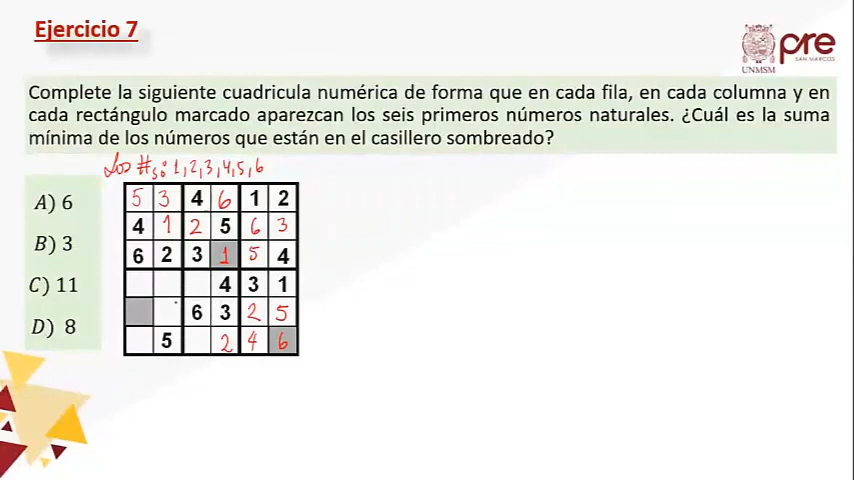 Ejercicio 7
UNMSM
pre
SAN MARCOS
Complete la siguiente cuadricula numérica de forma que en cada fila, en cada columna y en
cada rectángulo marcado aparezcan los seis primeros números naturales. ¿Cuál es la suma
mínima de los números que están en el casillero sombreado?
Los #s: 1, 2, 3, 4, 5, 6
A) 6
B) 3
C) 11
D) 8
5 3 4 6 1 2
4 1 2 5 6 3
6 2 3 1 5 4
4 3 1
6 3 2 5
5 2 4 6